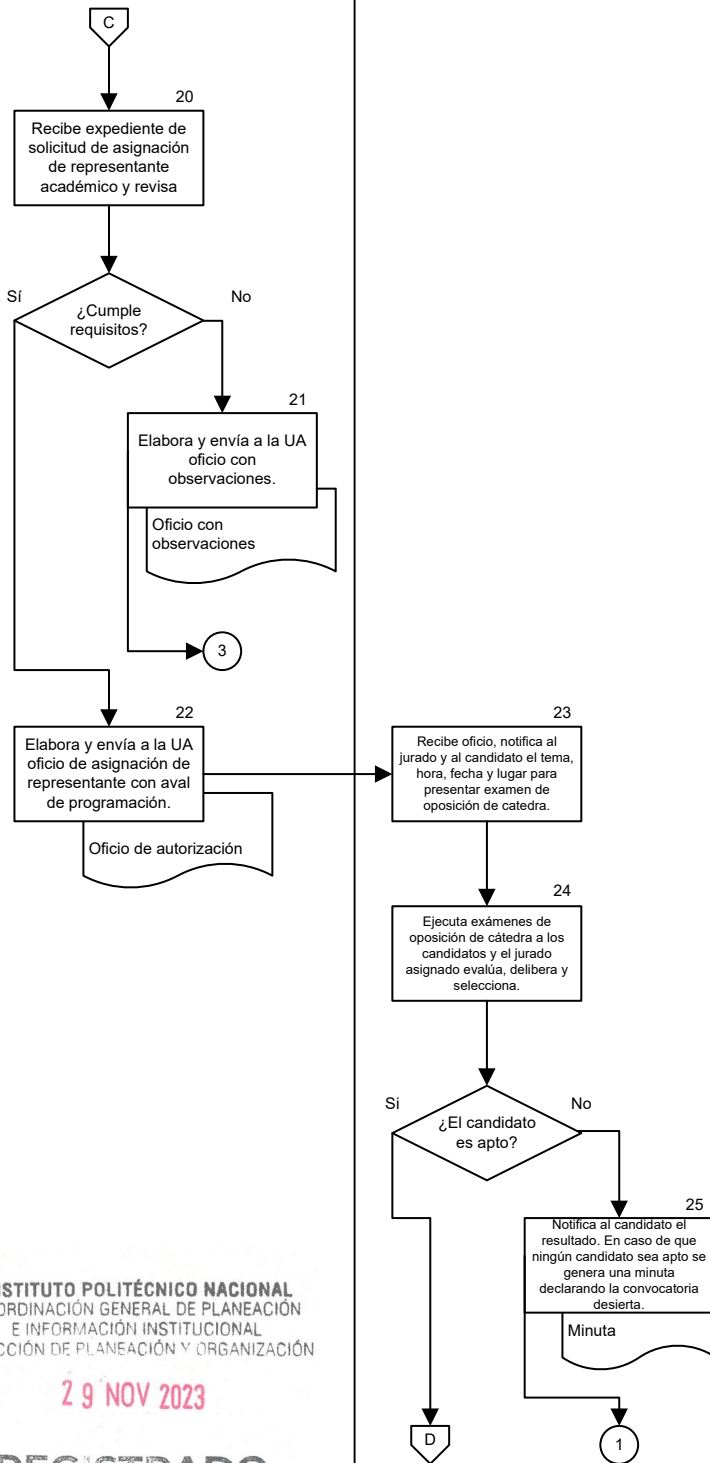 C
20
Recibe expediente de
solicitud de asignación
de representante
académico y revisa
Sí
¿Cumple
requisitos?
No
21
Elabora y envía a la UA
oficio con
observaciones.
Oficio con
observaciones
3
22
Elabora y envía a la UA
oficio de asignación de
representante con aval
de programación.
Oficio de autorización
23
Recibe oficio, notifica al
jurado y al candidato el tema,
hora, fecha y lugar para
presentar examen de
oposición de catedra.
24
Ejecuta exámenes de
oposición de cátedra a los
candidatos y el jurado
asignado evalúa, delibera y
selecciona.
Si
¿El candidato
es apto?
No
25
Notifica al candidato el
resultado. En caso de que
ningún candidato sea apto se
genera una minuta
declarando la convocatoria
desierta.
Minuta
D
1
STITUTO POLITÉCNICO NACIONAL
ORDINACIÓN GENERAL DE PLANEACIÓN
E INFORMACIÓN INSTITUCIONAL
CCIÓN DE PLANEACIÓN Y ORGANIZACIÓN
29 NOV 2023
REGISTRADO